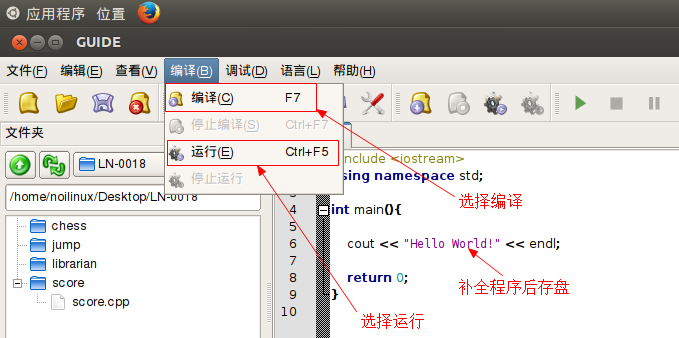 应用程序 位置
GUIDE
文件(F) 编辑(E) 查看(V) 编译(B) 调试(D) 语言(L) 帮助(H)
编译(C) F7
停止编译(S) Ctrl+F7
运行(E) Ctrl+F5
停止运行
文件夹
LN-0018
/home/noilinux/Desktop/LN-0018
chess
jump
librarian
score
score.cpp
include <iostream>
sing namespace std;
3
4 int main(){
5
6 cout << "Hello World!" << endl;
7
8 return 0;
9 }
10
选择编译
补全程序后存盘
选择运行